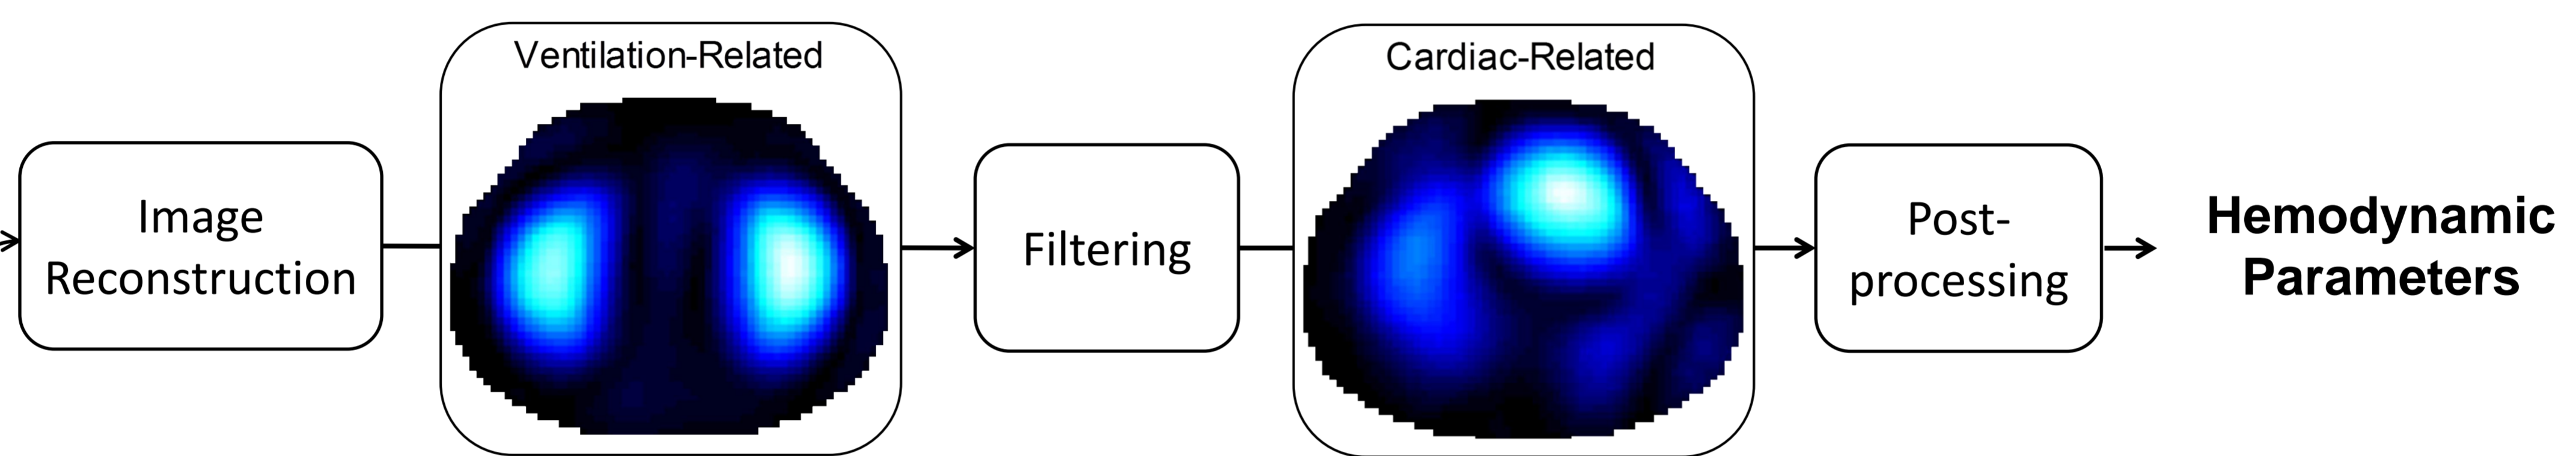 Image
Reconstruction
Ventilation-Related
Filtering
Cardiac-Related
Post-
processing
Hemodynamic
Parameters